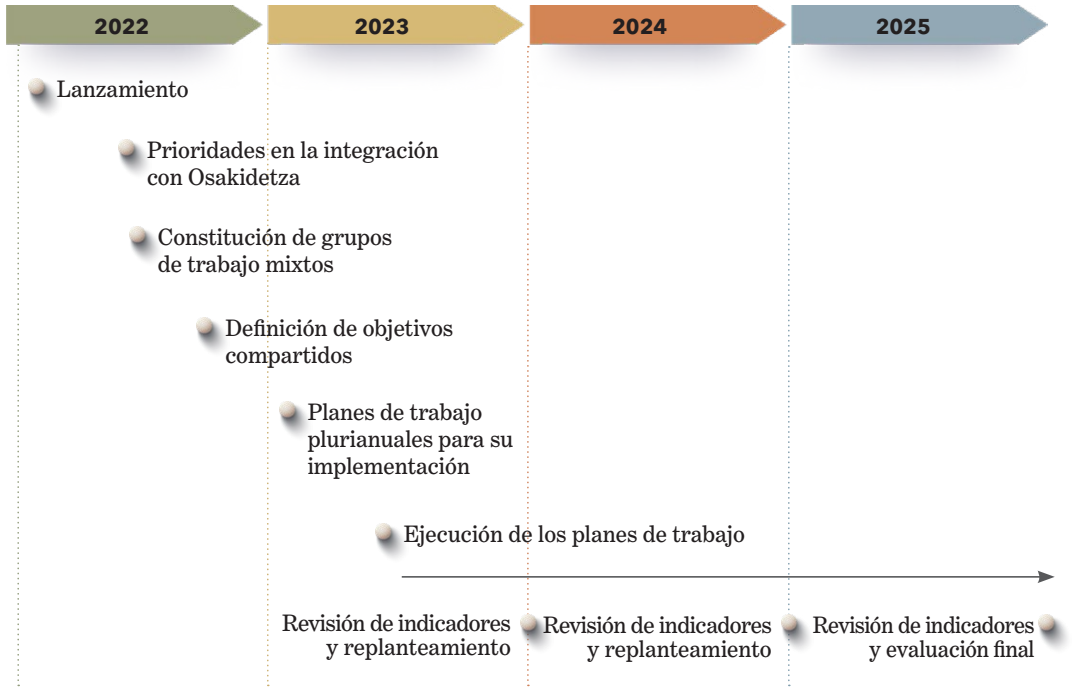 2022
2023
2024
2025
Lanzamiento
Prioridades en la integración
con Osakidetza
Constitución de grupos
de trabajo mixtos
Definición de objetivos
compartidos
Planes de trabajo
plurianuales para su
implementación
Ejecución de los planes de trabajo
Revisión de indicadores
y replanteamiento
Revisión de indicadores
y replanteamiento
Revisión de indicadores
y evaluación final